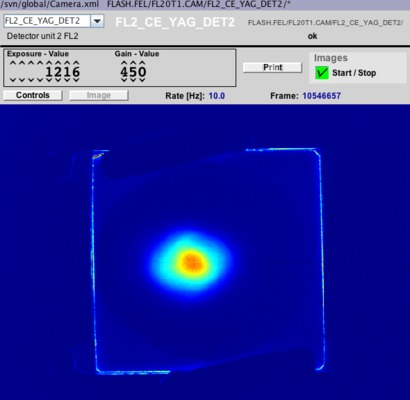 /svn/global/Camera.xml FLASH.FEL/FL20T1.CAM/FL2_CE_YAG_DET2/"
FL2_CE_YAG_DET2 FL2_CE_YAG_DET2 FLASH.FEL/FL20T1.CAM/FL2_CE_YAG_DET2/
Detector unit 2 FL2 ok
Exposure - Value Gain - Value Images
1216 450 Print Start / Stop
Controls Image Rate [Hz]: 10.0 Frame: 10546657